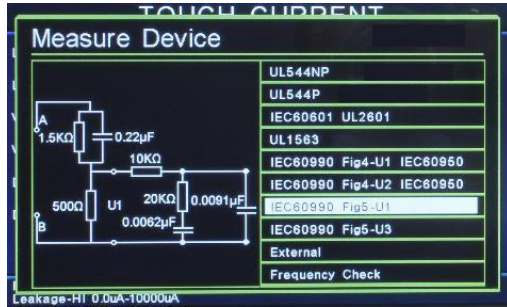 TOUCH CURRENT
Measure Device
A
1.5KΩ
0.22µF
10KΩ
500Ω
U1
20KΩ
0.0091µF
0.0062µF
B
UL544NP
UL544P
IEC60601 UL2601
UL1563
IEC60990 Fig4-U1 IEC60950
IEC60990 Fig4-U2 IEC60950
IEC60990 Fig5-U1
IEC60990 Fig5-U3
External
Frequency Check
Leakage-HI 0.0uA-10000uA